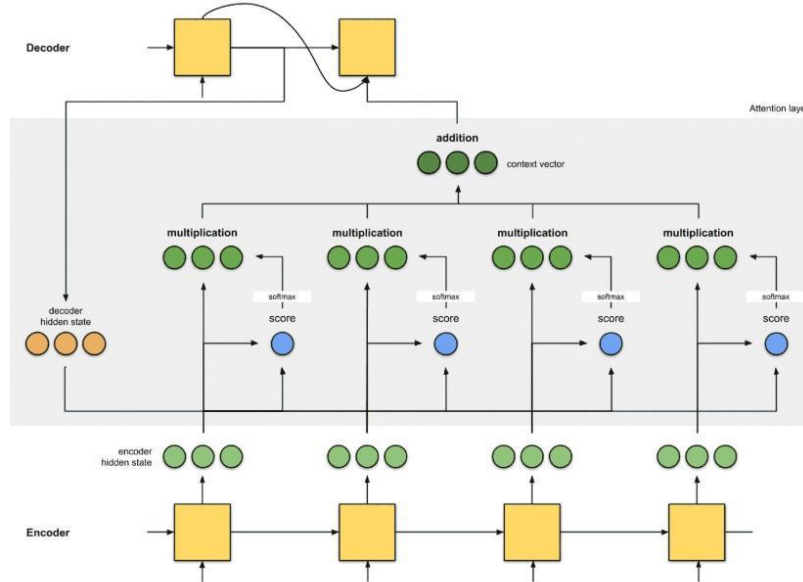 Decoder
Attention laye
addition
context vector
multiplication
multiplication
multiplication
multiplication
softmax
softmax
softmax
softmax
decoder
hidden state
score
score
score
score
encoder
hidden state
Encoder